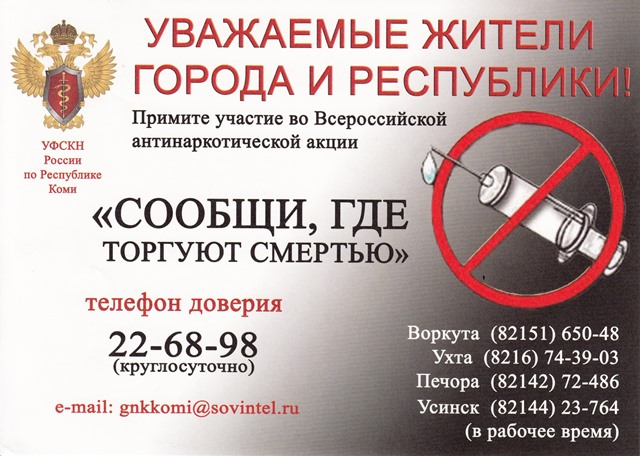 УВАЖАЕМЫЕ ЖИТЕЛИ
ГОРОДА И РЕСПУБЛИКИ!
УФСКН
России
по Республике
Коми
Примите участие во Всероссийской
антинаркотической акции
«СООБЩИ, ГДЕ
ТОРГУЮТ СМЕРТЬЮ»
телефон доверия
22-68-98
(круглосуточно)
e-mail: gnkkomi@sovintel.ru
Воркута (82151) 650-48
Ухта (8216) 74-39-03
Печора (82142) 72-486
Усинск (82144) 23-764
(в рабочее время)